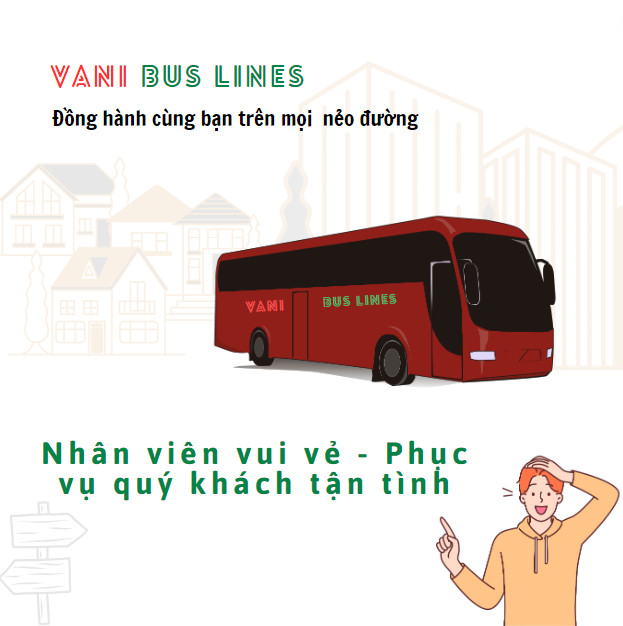 VANI BUS LINES
Đồng hành cùng bạn trên mọi nẻo đường
VANI BUS LINES
Nhân viên vui vẻ - Phục
vụ quý khách tận tình